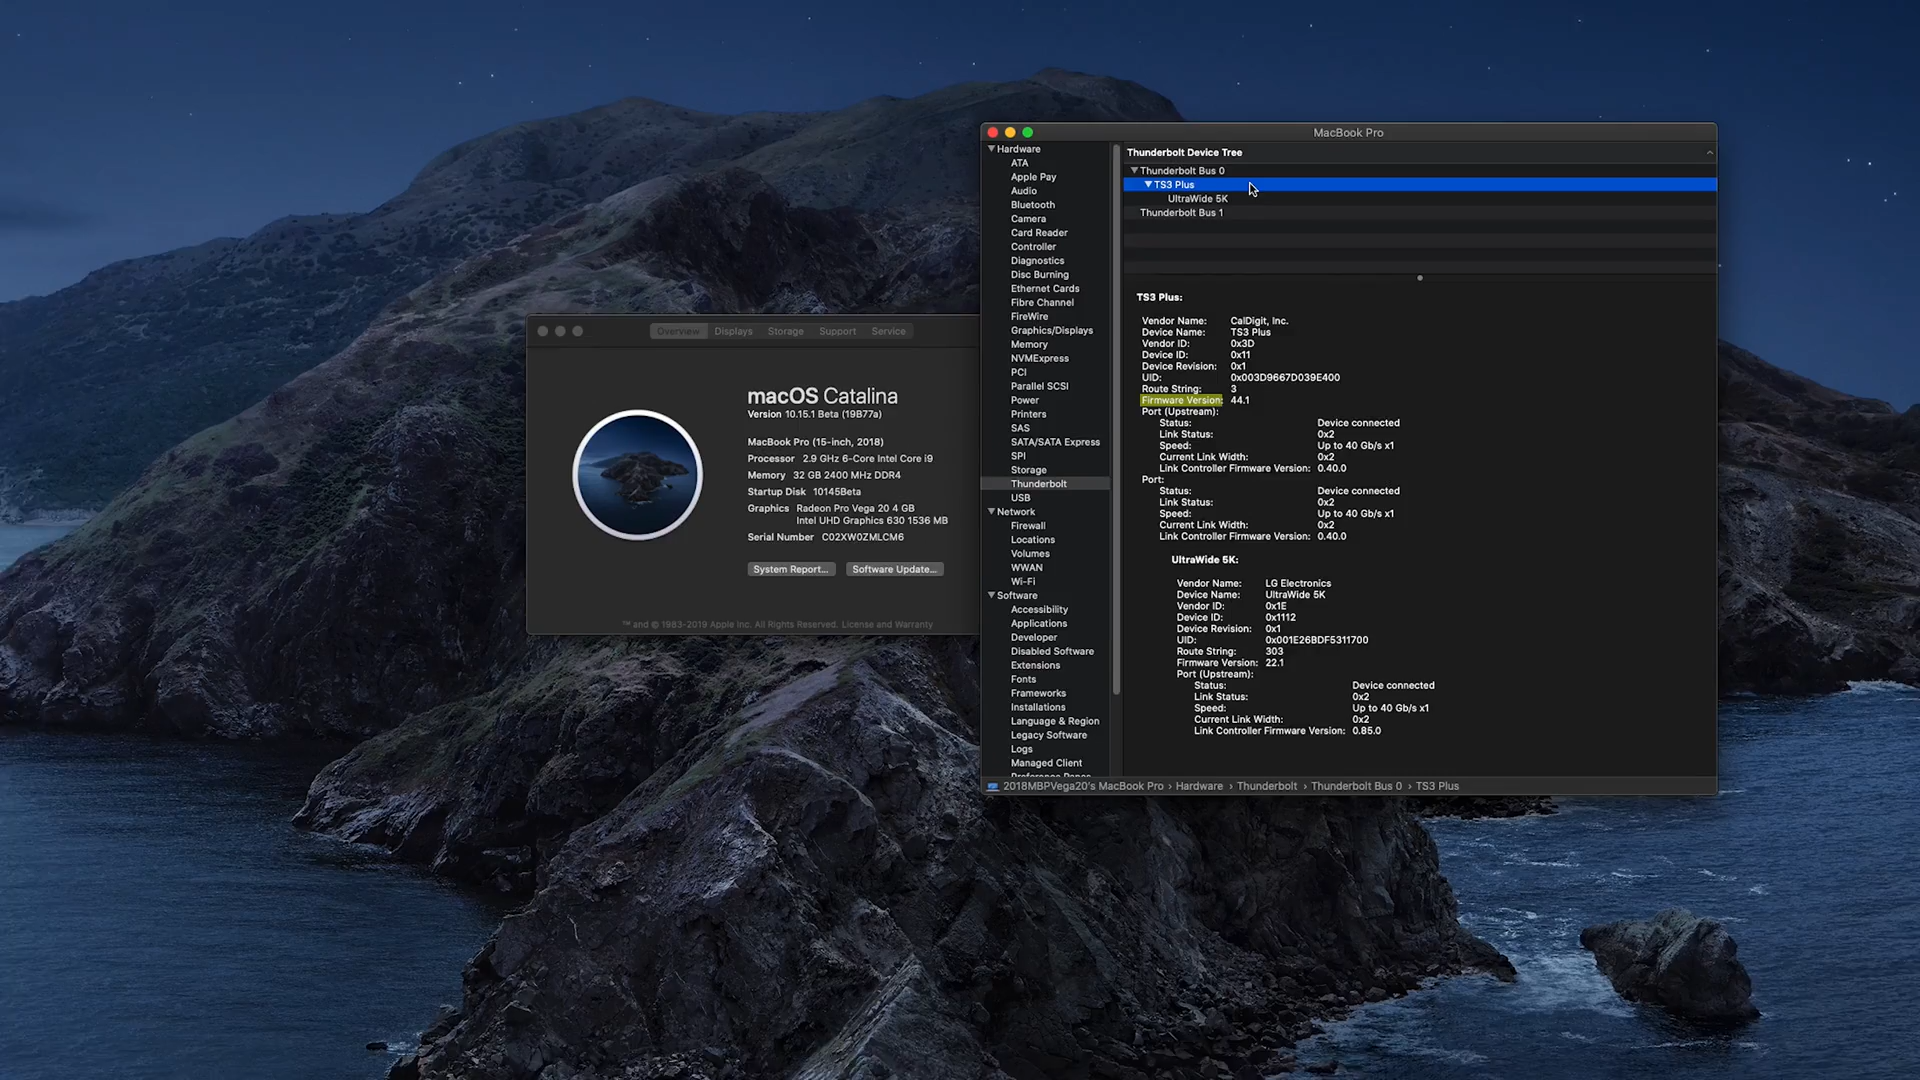 Overview Displays Storage Support Service
macOS Catalina
Version 10.15.1 Beta (19B77a)
MacBook Pro (15-inch, 2018)
Processor 2.9 GHz 6-Core Intel Core i9
Memory 32 GB 2400 MHz DDR4
Startup Disk 10145Beta
Graphics Radeon Pro Vega 20 4 GB
Intel UHD Graphics 630 1536 MB
Serial Number C02XW0ZMLCM6
System Report... Software Update...
™ and © 1983-2019 Apple Inc. All Rights Reserved. License and Warranty
MacBook Pro
Hardware
ATA
Apple Pay
Audio
Bluetooth
Camera
Card Reader
Controller
Diagnostics
Disc Burning
Ethernet Cards
Fibre Channel
FireWire
Graphics/Displays
Memory
NVMExpress
PCI
Parallel SCSI
Power
Printers
SAS
SATA/SATA Express
SPI
Storage
Thunderbolt
USB
Network
Firewall
Locations
Volumes
WWAN
Wi-Fi
Software
Accessibility
Applications
Developer
Disabled Software
Extensions
Fonts
Frameworks
Installations
Language & Region
Legacy Software
Logs
Managed Client
Preference Panes
Thunderbolt Device Tree
Thunderbolt Bus 0
TS3 Plus
UltraWide 5K
Thunderbolt Bus 1
TS3 Plus:
Vendor Name: CalDigit, Inc.
Device Name: TS3 Plus
Vendor ID: 0x3D
Device ID: 0x11
Device Revision: 0x1
UID: 0x003D9667D039E400
Route String: 3
Firmware Version: 44.1
Port (Upstream):
Status: Device connected
Link Status: 0x2
Speed: Up to 40 Gb/s x1
Current Link Width: 0x2
Link Controller Firmware Version: 0.40.0
Port:
Status: Device connected
Link Status: 0x2
Speed: Up to 40 Gb/s x1
Current Link Width: 0x2
Link Controller Firmware Version: 0.40.0
UltraWide 5K:
Vendor Name: LG Electronics
Device Name: UltraWide 5K
Vendor ID: 0x1E
Device ID: 0x1112
Device Revision: 0x1
UID: 0x001E26BDF5311700
Route String: 303
Firmware Version: 22.1
Port (Upstream):
Status: Device connected
Link Status: 0x2
Speed: Up to 40 Gb/s x1
Current Link Width: 0x2
Link Controller Firmware Version: 0.85.0
2018MBPVega20's MacBook Pro › Hardware › Thunderbolt › Thunderbolt Bus 0 › TS3 Plus